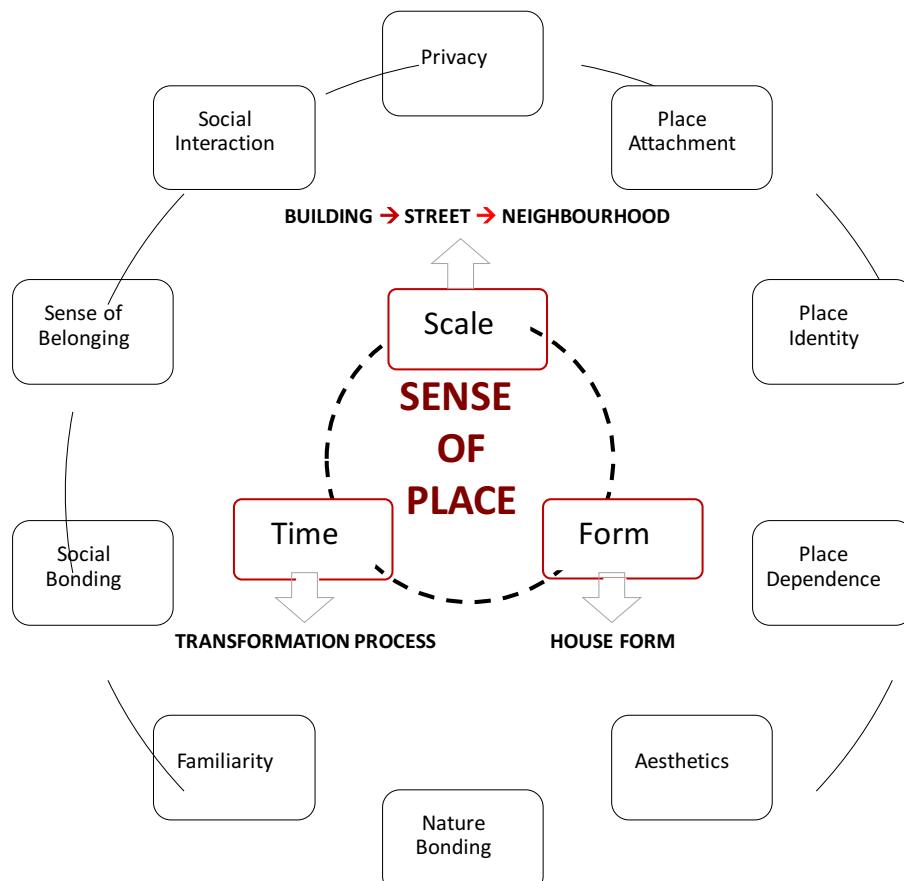 Privacy
Social
Interaction
Place
Attachment
BUILDING → STREET → NEIGHBOURHOOD
Sense of
Belonging
Scale
Place
Identity
SENSE
OF
PLACE
Time
Form
Social
Bonding
Place
Dependence
TRANSFORMATION PROCESS
HOUSE FORM
Familiarity
Aesthetics
Nature
Bonding